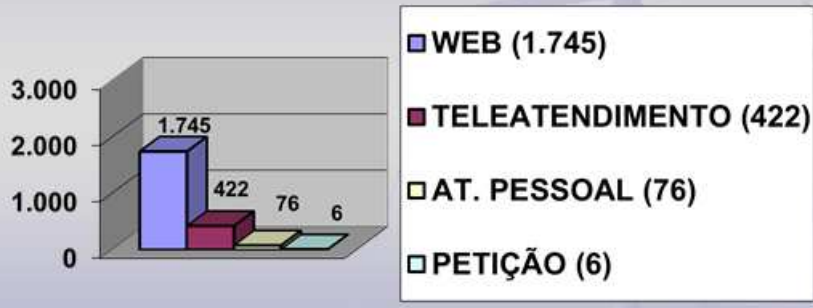 3.000
2.000
1.000
0
1.745
422
76
6
WEB (1.745)
TELEATENDIMENTO (422)
AT. PESSOAL (76)
PETIÇÃO (6)